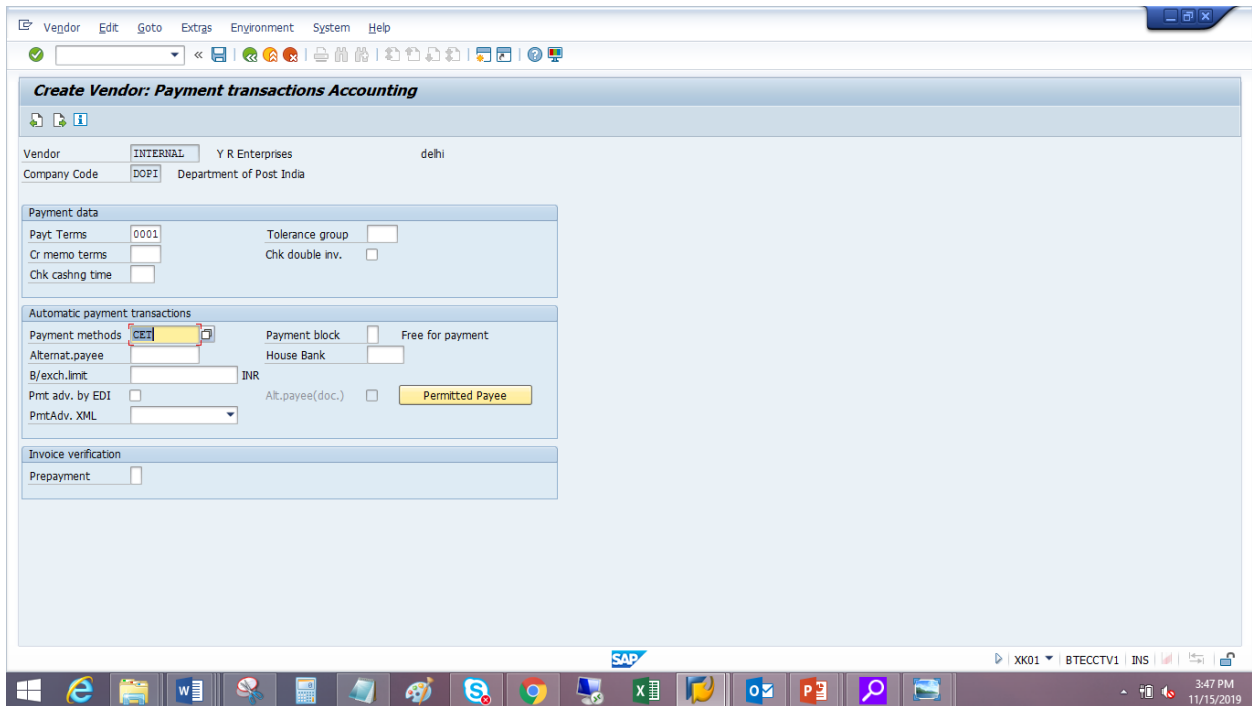 Vendor Edit Goto Extras Environment System Help
Create Vendor: Payment transactions Accounting
Vendor INTERNAL Y R Enterprises delhi
Company Code DOPI Department of Post India
Payment data
Payt Terms 0001 Tolerance group
Cr memo terms Chk double inv.
Chk cashng time
Automatic payment transactions
Payment methods CET Payment block Free for payment
Alternat.payee House Bank
B/exch.limit INR
Pmt adv. by EDI Alt.payee(doc.) Permitted Payee
PmtAdv. XML
Invoice verification
Prepayment
SAP XK01 BTECCTV1 INS
3:47 PM
11/15/2019